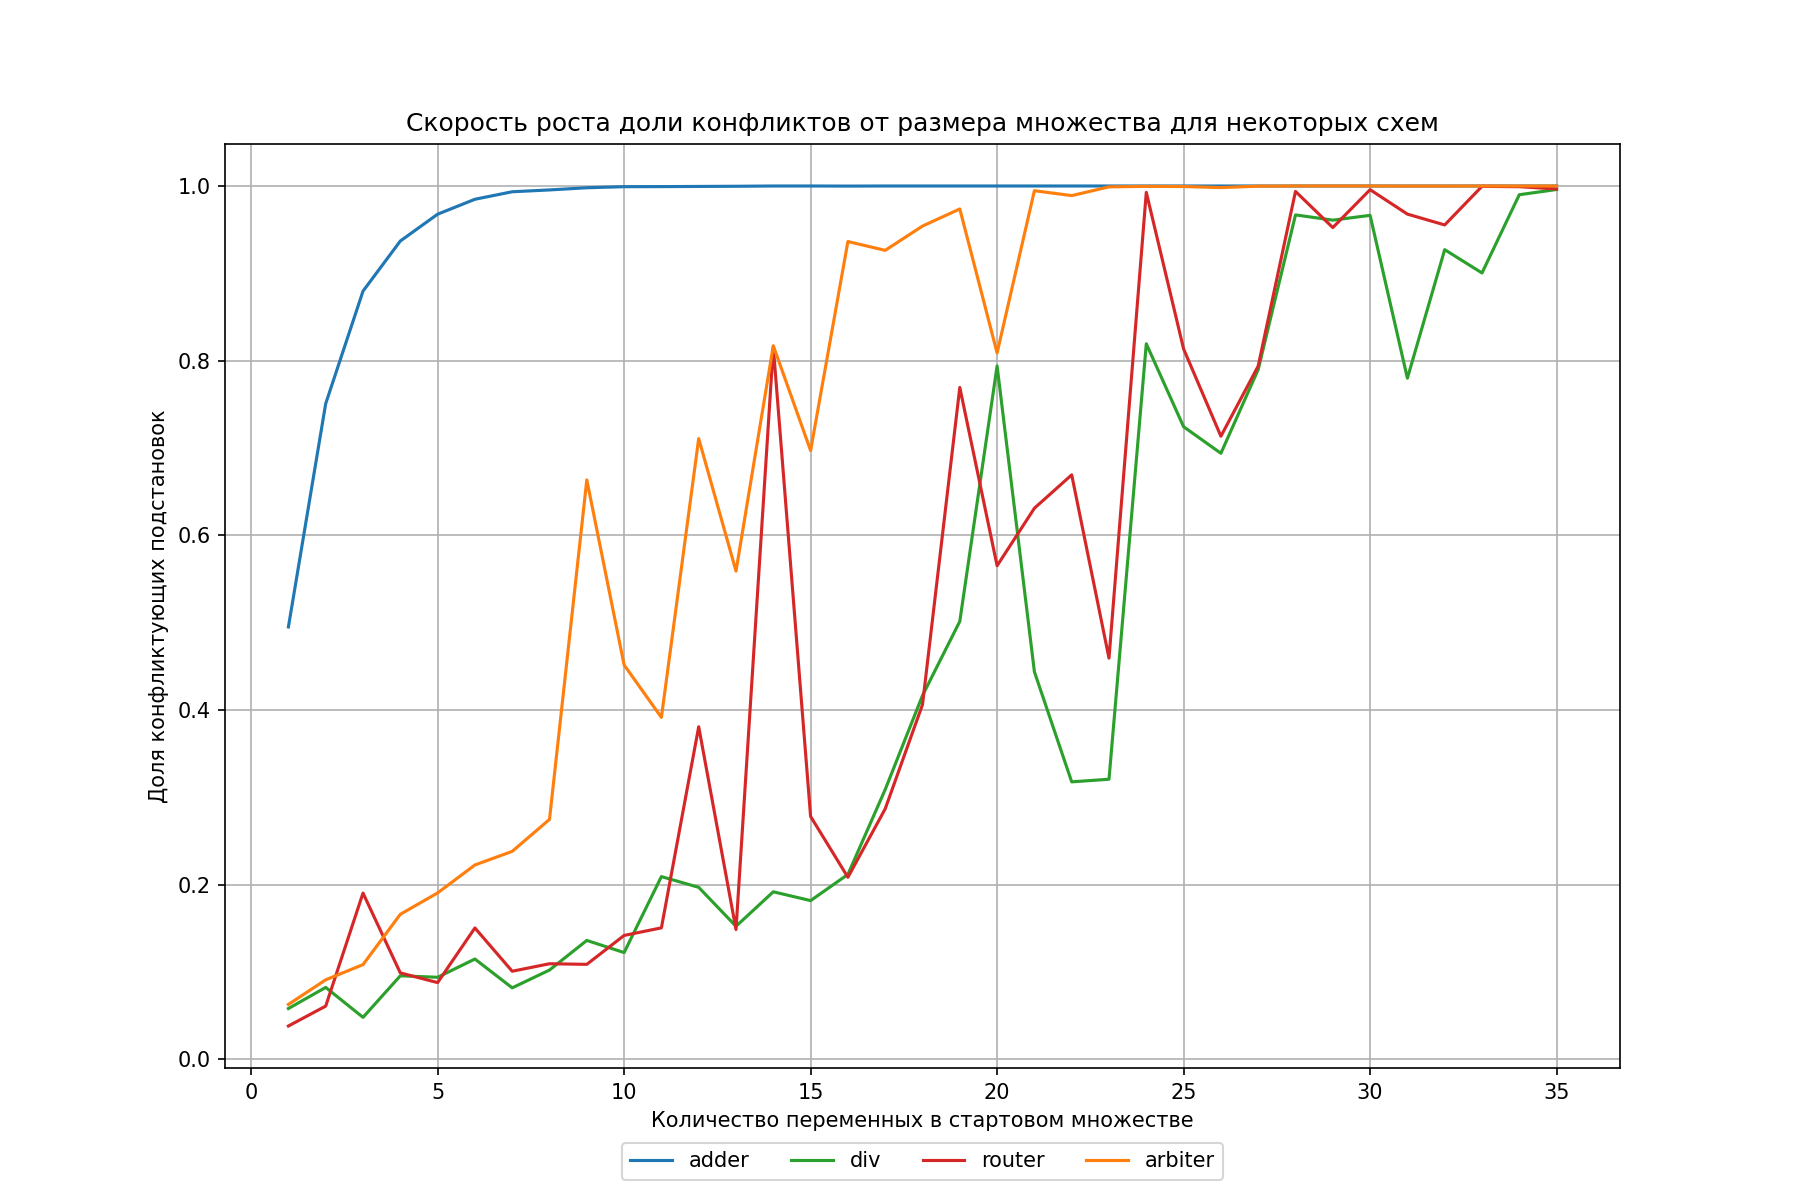 Скорость роста доли конфликтов от размера множества для некоторых схем
Доля конфликтующих подстановок
1.0
0.8
0.6
0.4
0.2
0.0
0 5 10 15 20 25 30 35
Количество переменных в стартовом множестве
adder div router arbiter